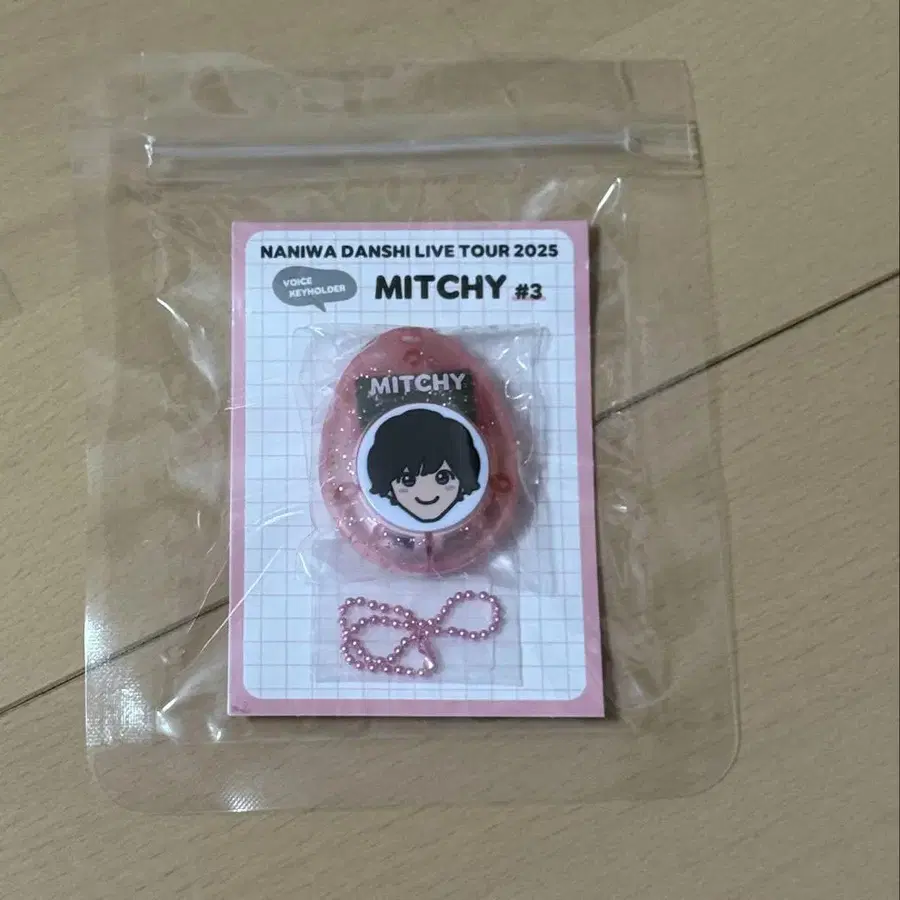 NANIWA DANSHI LIVE TOUR 2025
VOICE
KEYHOLDER
MITCHY #3
MITCHY